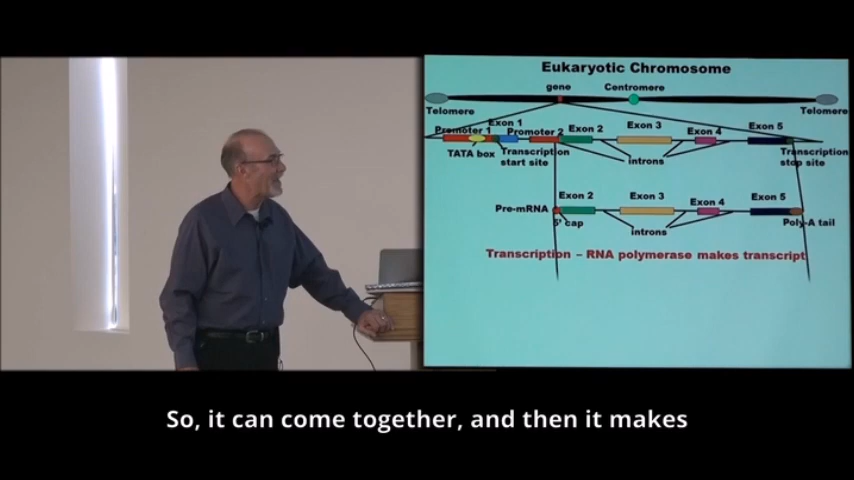 Eukaryotic Chromosome
gene
Centromere
Telomere
Telomere
Promoter 1
Exon 1
Promoter 2
Exon 2
Exon 3
Exon 4
Exon 5
TATA box
Transcription
start site
introns
Transcription
stop site
Pre-mRNA
Exon 2
Exon 3
Exon 4
Exon 5
5' cap
introns
Poly-A tail
Transcription – RNA polymerase makes transcript
So, it can come together, and then it makes